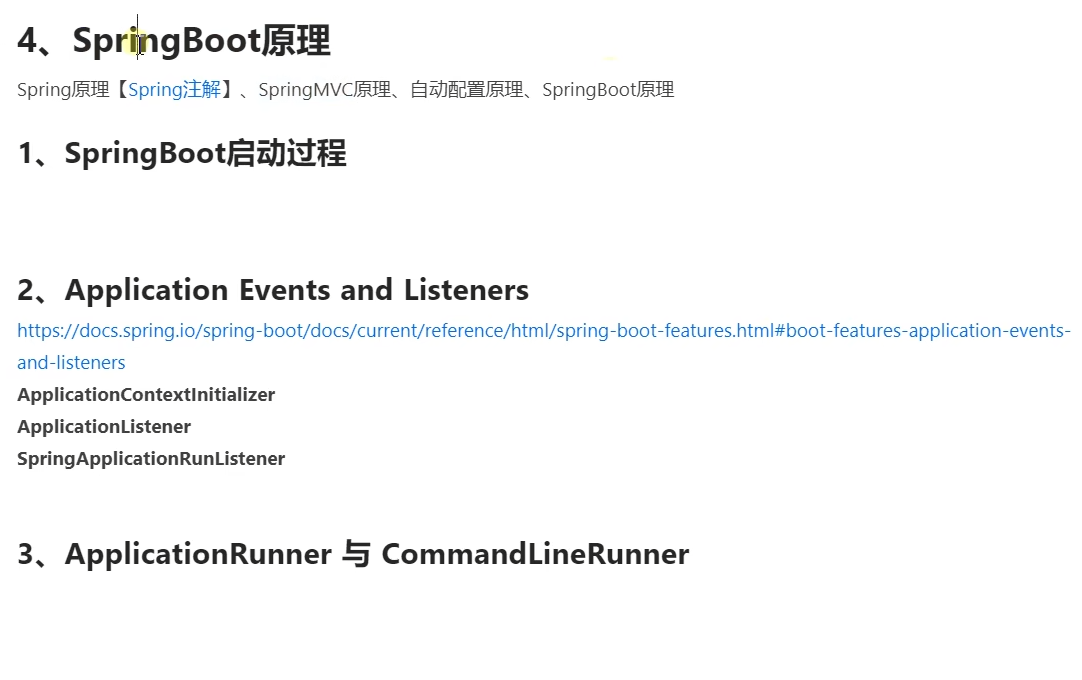 4、SpringBoot原理
Spring原理【Spring注解】、SpringMVC原理、自动配置原理、SpringBoot原理
1、SpringBoot启动过程
2、Application Events and Listeners
https://docs.spring.io/spring-boot/docs/current/reference/html/spring-boot-features.html#boot-features-application-events-
and-listeners
ApplicationContextInitializer
ApplicationListener
SpringApplicationRunListener
3、ApplicationRunner 与 CommandLineRunner